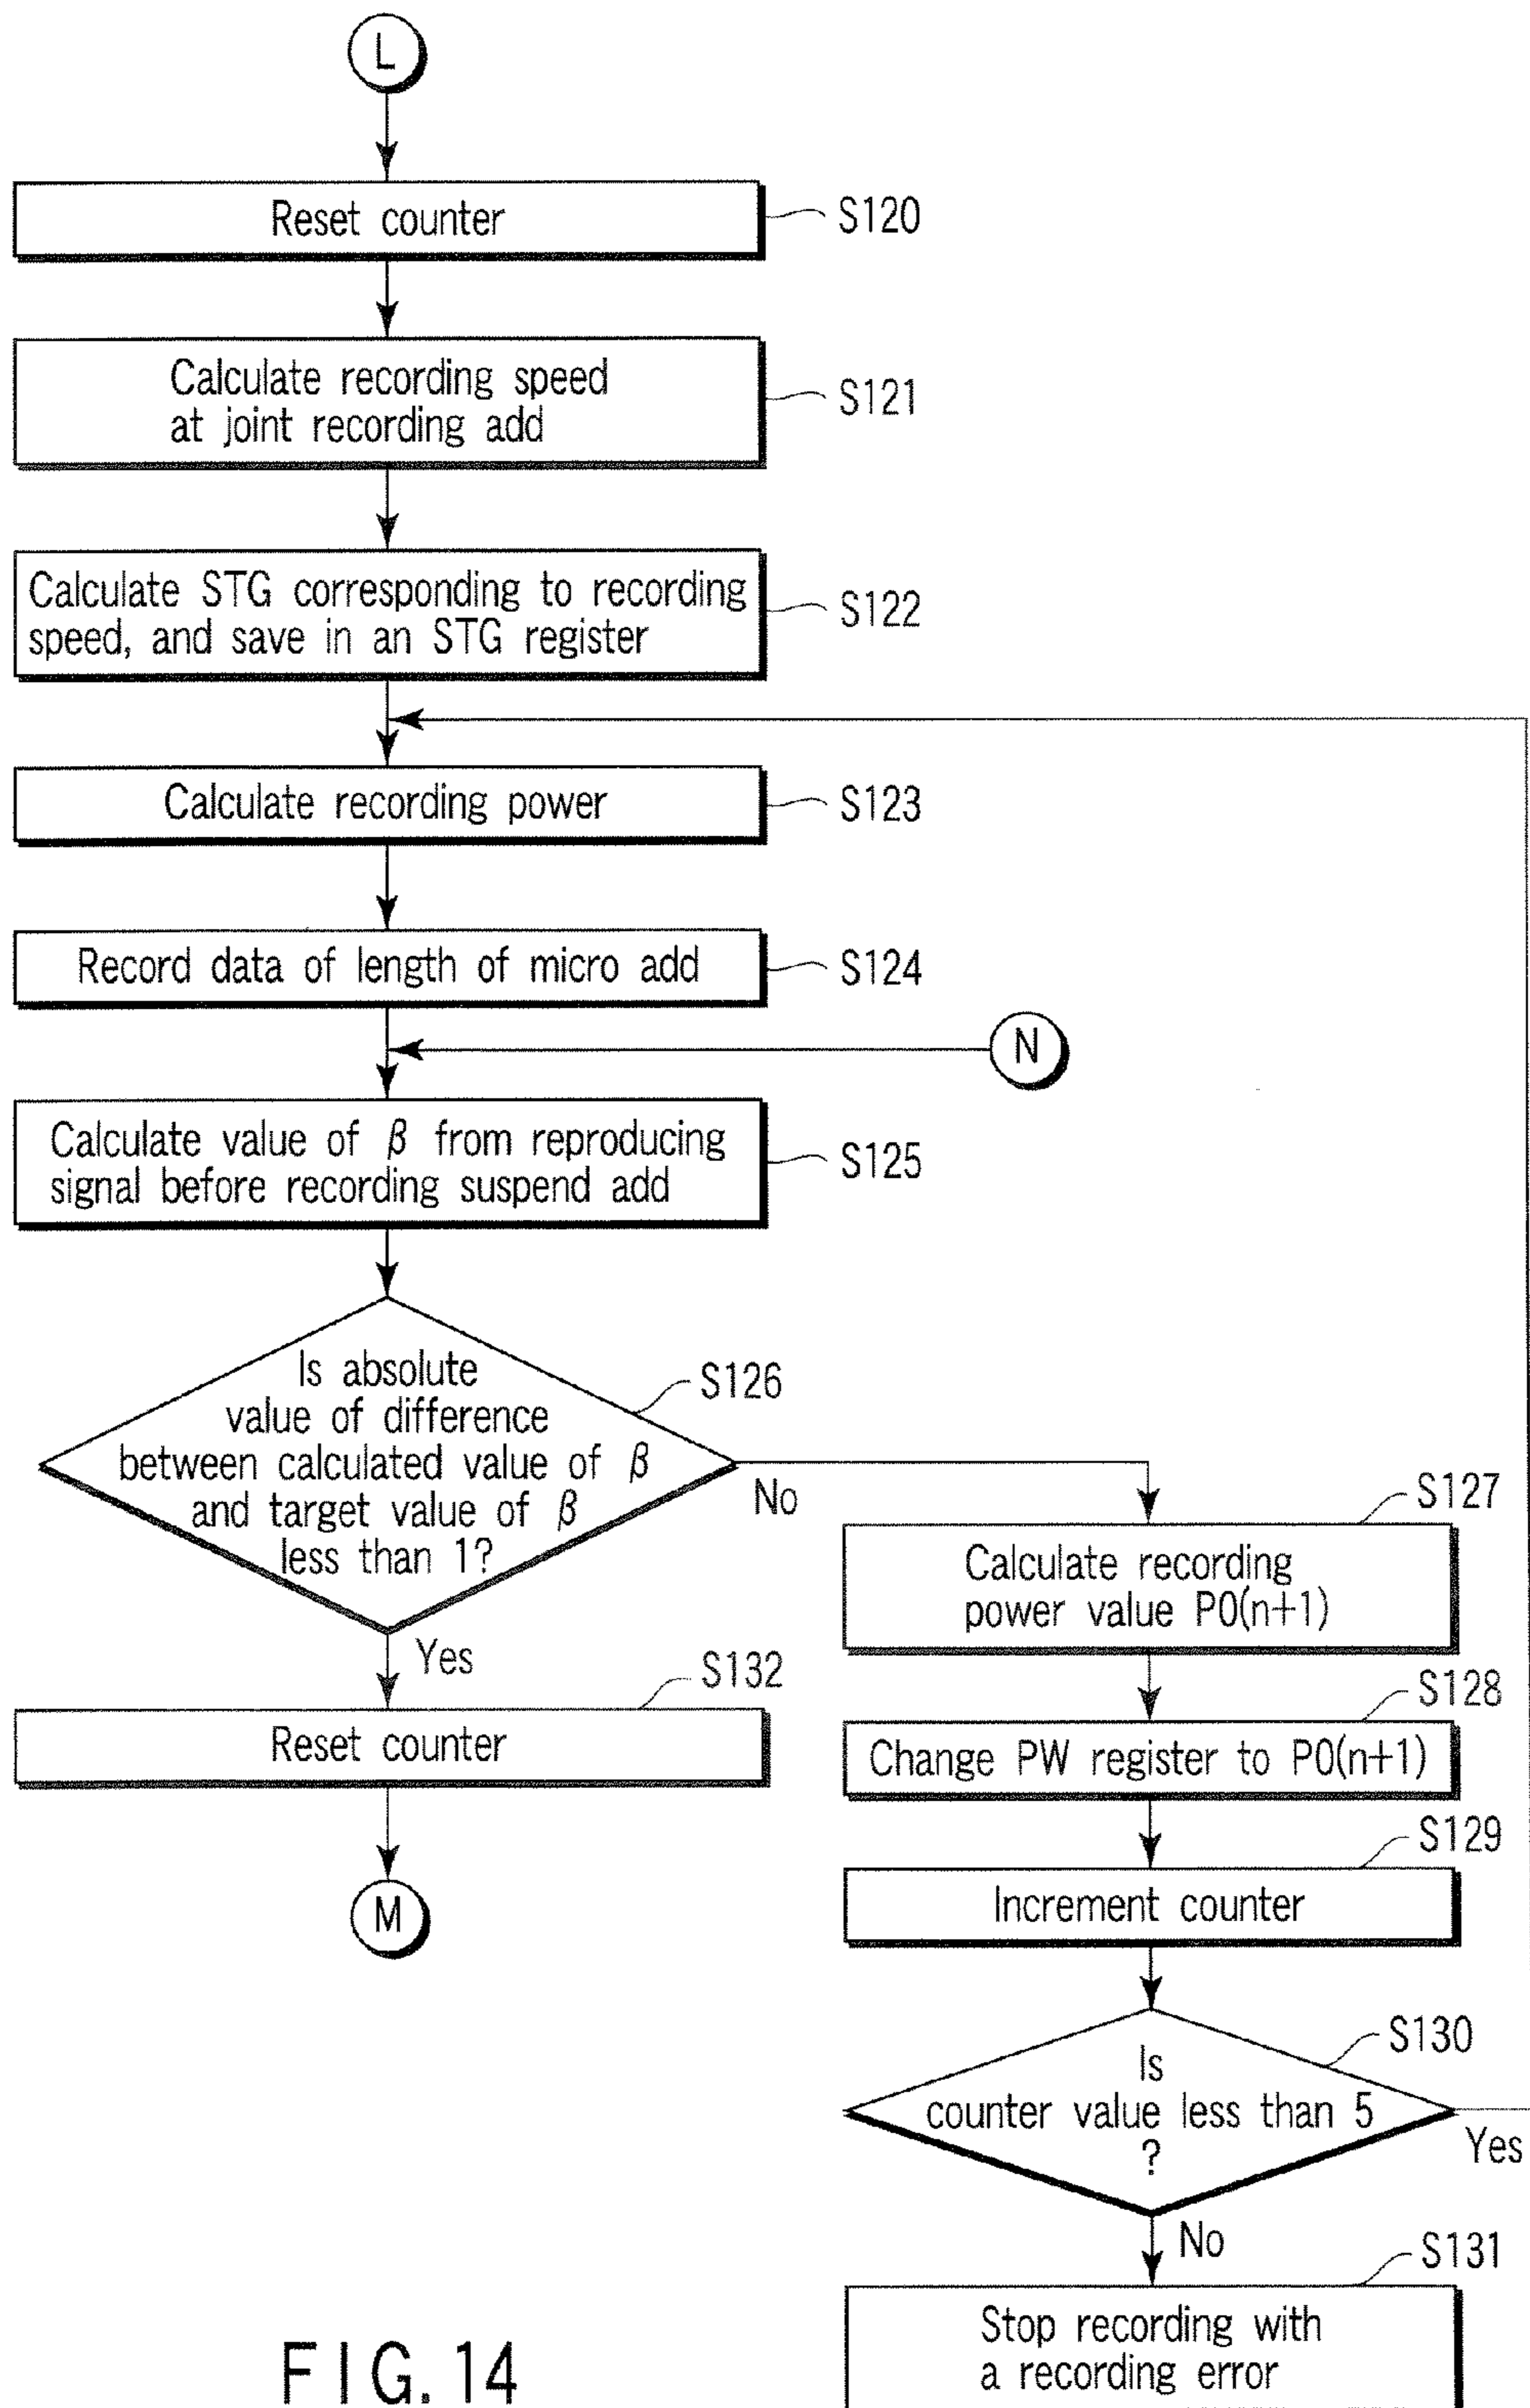 L
Reset counter
S120
Calculate recording speed
at joint recording add
S121
Calculate STG corresponding to recording
speed, and save in an STG register
S122
Calculate recording power
S123
Record data of length of micro add
S124
N
Calculate value of β from reproducing
signal before recording suspend add
S125
Is absolute
value of difference
between calculated value of β
and target value of β
less than 1?
S126
No
Yes
S127
Calculate recording
power value P0(n+1)
S132
Reset counter
S128
Change PW register to P0(n+1)
S129
Increment counter
M
S130
Is
counter value less than 5
?
Yes
No
S131
Stop recording with
a recording error
FIG. 14